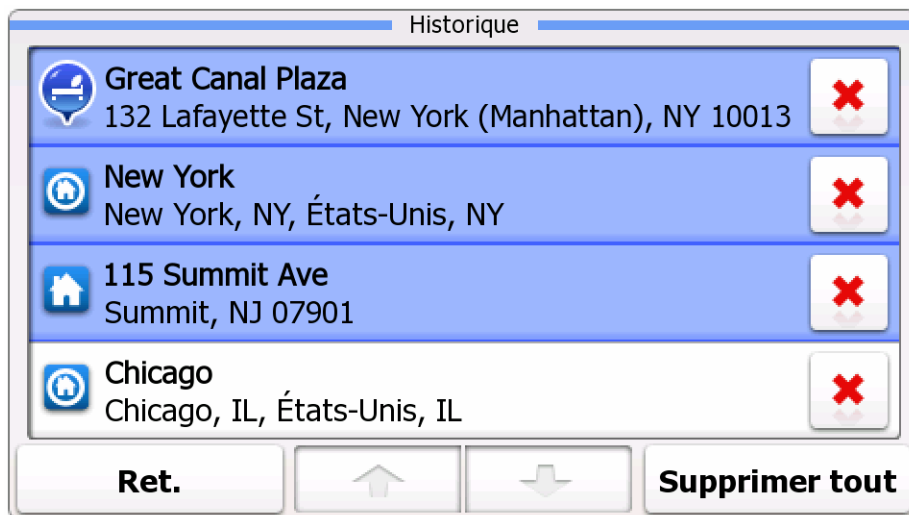 Historique
Great Canal Plaza
132 Lafayette St, New York (Manhattan), NY 10013
New York
New York, NY, États-Unis, NY
115 Summit Ave
Summit, NJ 07901
Chicago
Chicago, IL, États-Unis, IL
Ret.
Supprimer tout